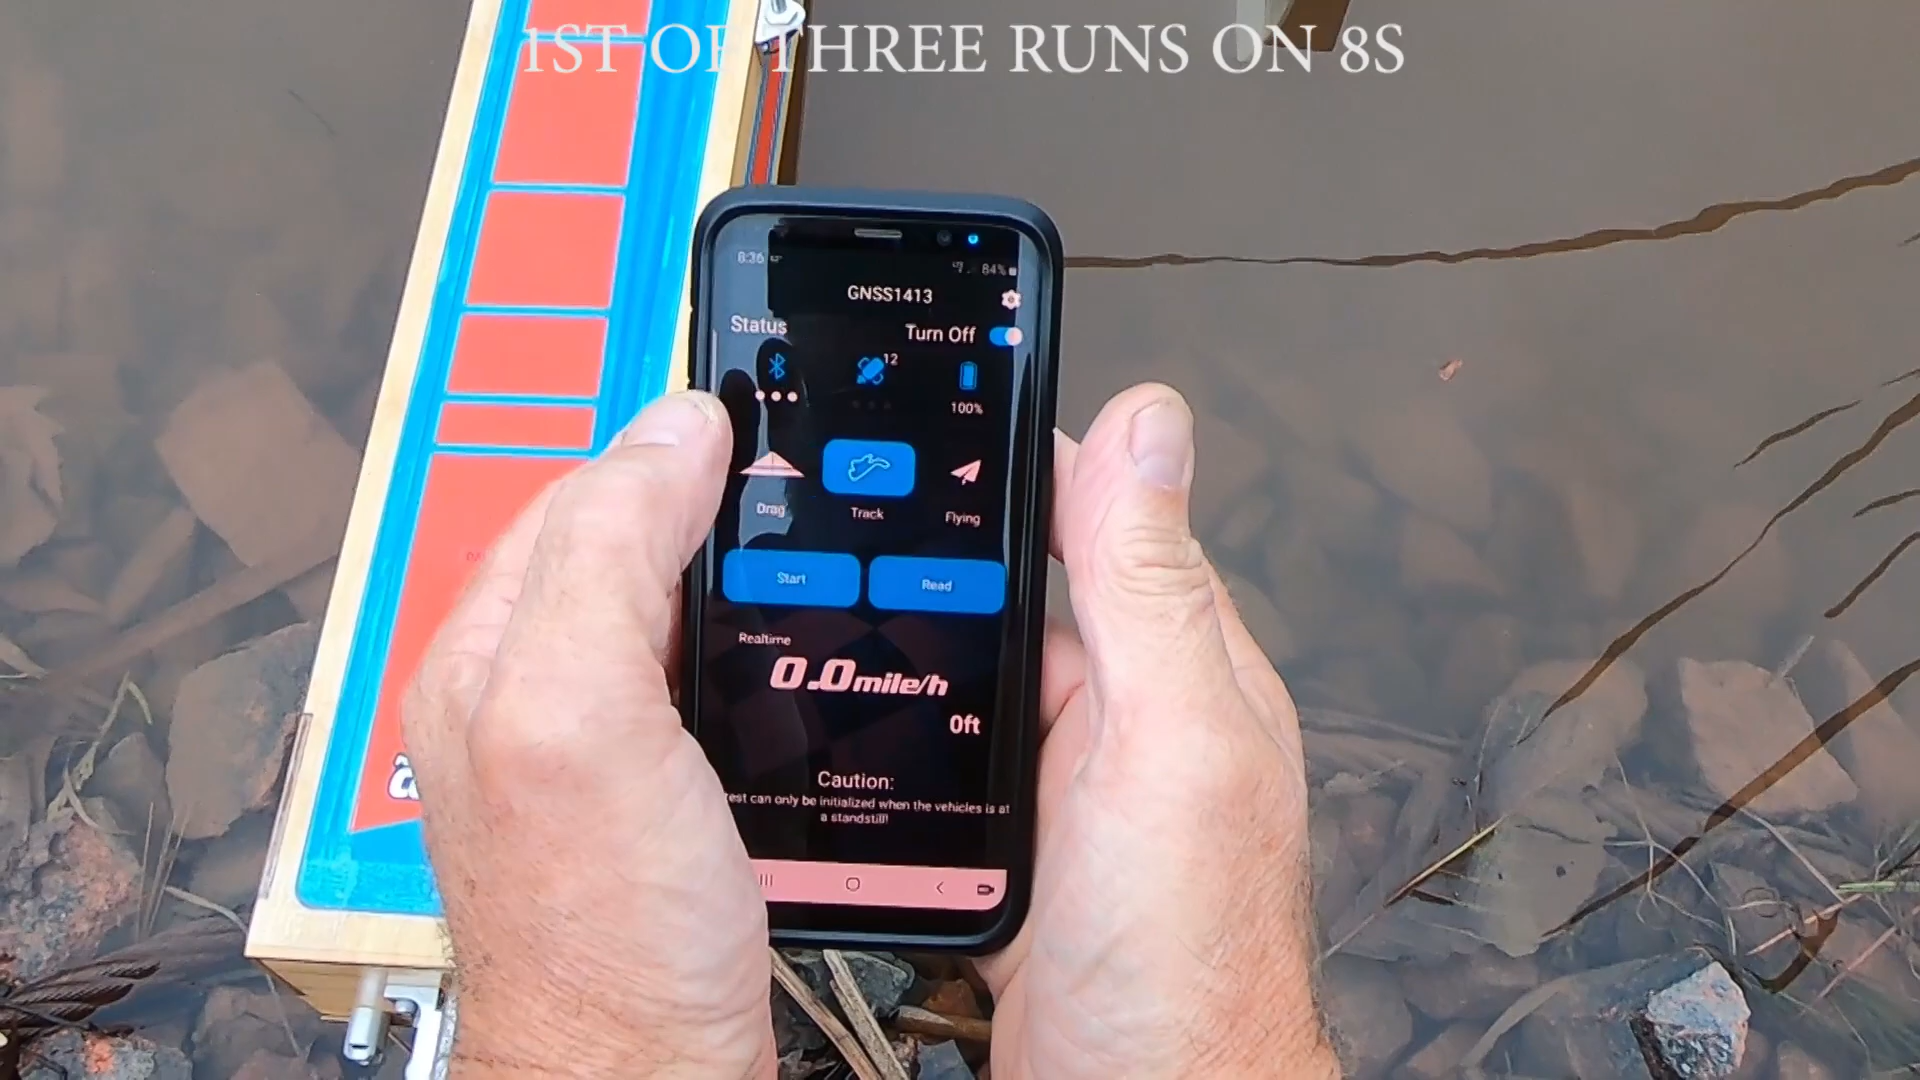 1ST OF THREE RUNS ON 8S
8:36
84%
GNSS1413
Status
Turn Off
12
100%
Drag
Track
Flying
Start
Read
Realtime
0.0mile/h
0ft
Caution:
est can only be initialized when the vehicles is at
a standstill!